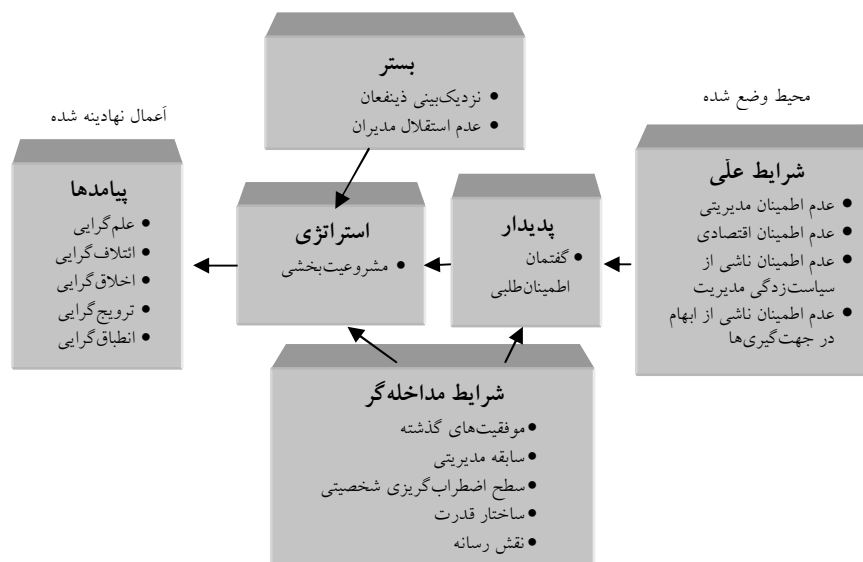 بستر
• نزدیک‌بینی ذینفعان
• عدم استقلال مدیران
محیط وضع شده
شرایط علّی
• عدم اطمینان مدیریتی
• عدم اطمینان اقتصادی
• عدم اطمینان ناشی از
سیاست‌زدگی مدیریت
• عدم اطمینان ناشی از ابهام
در جهت‌گیری‌ها
پدیدار
• گفتمان
اطمینان‌طلبی
استراتژی
• مشروعیت‌بخشی
اَعمال نهادینه شده
پیامدها
• علم‌گرایی
• ائتلاف‌گرایی
• اخلاق‌گرایی
• ترویج‌گرایی
• انطباق‌گرایی
شرایط مداخله‌گر
• موفقیت‌های گذشته
• سابقه مدیریتی
• سطح اضطراب‌گریزی شخصیتی
• ساختار قدرت
• نقش رسانه